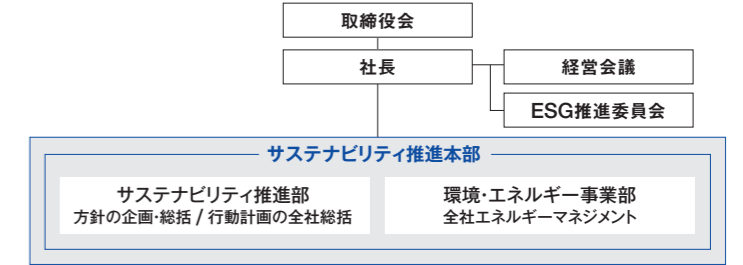 取締役会
社長
経営会議
ESG推進委員会
サステナビリティ推進本部
サステナビリティ推進部
方針の企画・総括 / 行動計画の全社総括
環境・エネルギー事業部
全社エネルギーマネジメント